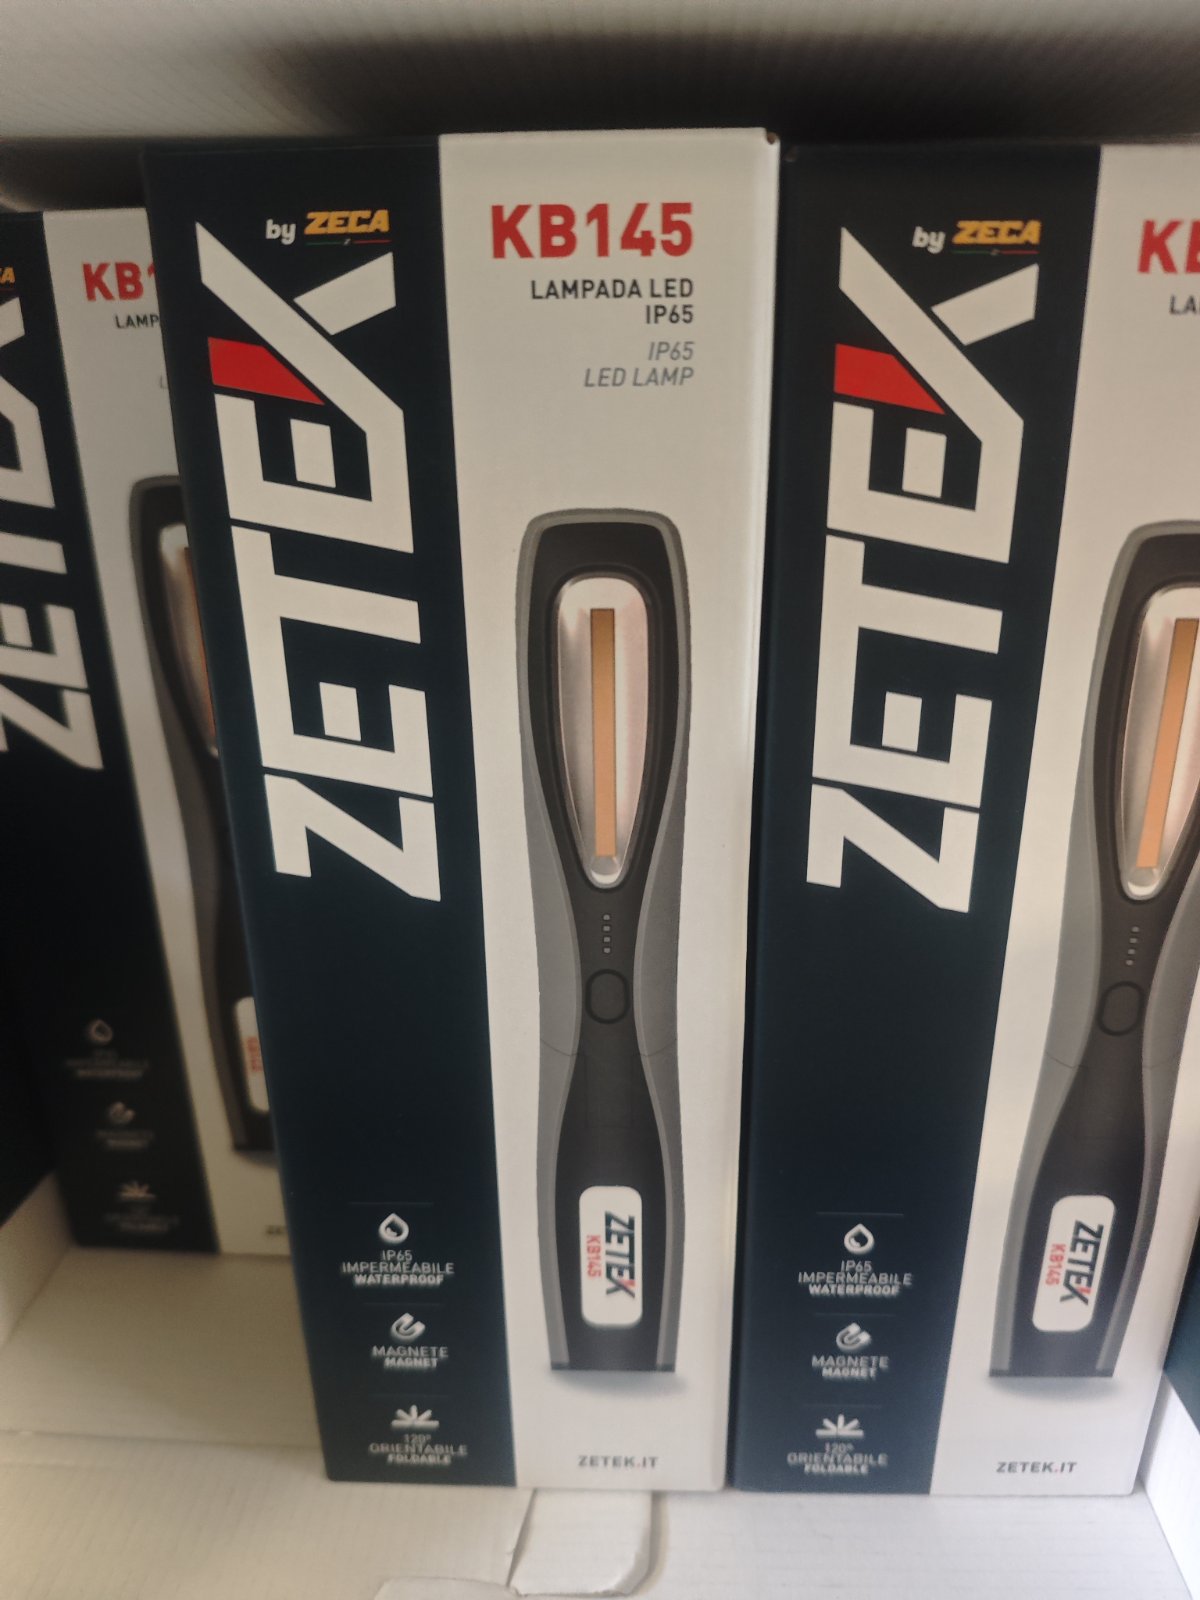 by ZECA
ZETEK
KB145
LAMPADA LED
IP65
IP65
LED LAMP
ZETEK
KB145
IP65
IMPERMEABILE
WATERPROOF
MAGNETE
MAGNET
120°
ORIENTABILE
FOLDABLE
ZETEK.IT
by ZECA
ZETEK
ZETEK
KB145
IP65
IMPERMEABILE
WATERPROOF
MAGNETE
MAGNET
120°
ORIENTABILE
FOLDABLE
ZETEK.IT